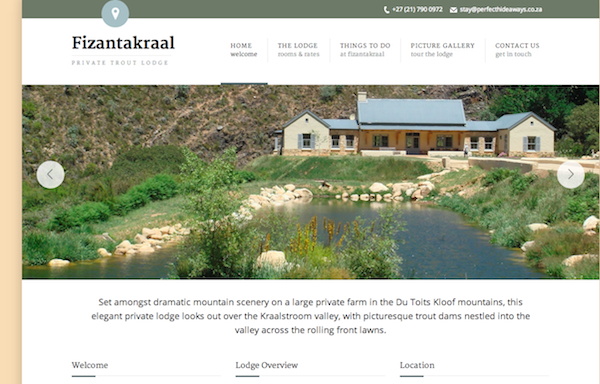 +27 (21) 790 0972 stay@perfecthideaways.co.za
Fizantakraal
PRIVATE TROUT LODGE
HOME THE LODGE THINGS TO DO PICTURE GALLERY CONTACT US
welcome rooms & rates at fizantakraal tour the lodge get in touch
Set amongst dramatic mountain scenery on a large private farm in the Du Toits Kloof mountains, this
elegant private lodge looks out over the Kraalstroom valley, with picturesque trout dams nestled into the
valley across the rolling front lawns.
Welcome Lodge Overview Location